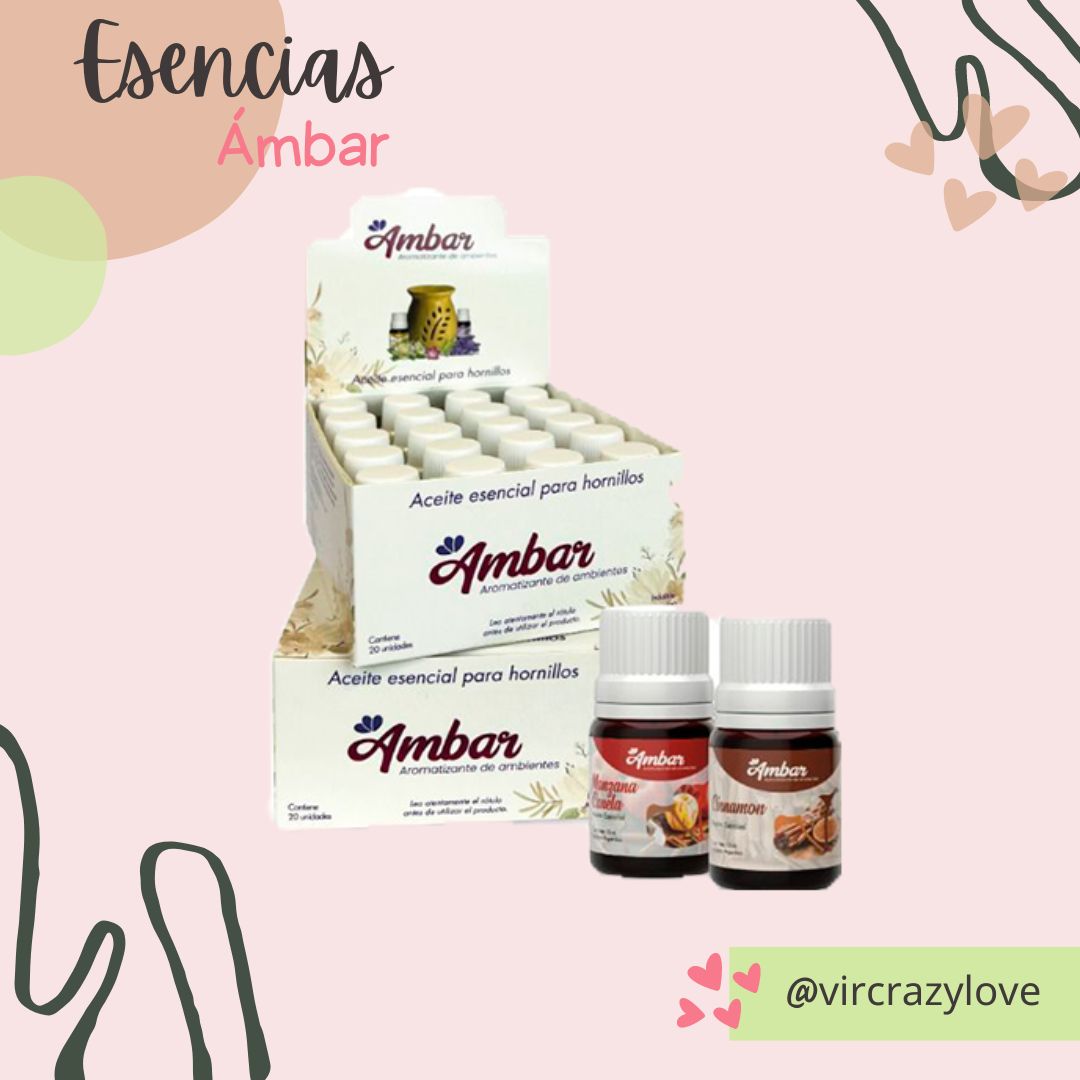 Esencias
Ámbar
Ambar
Aromatizante de ambientes
Aceite esencial para hornillos
Aceite esencial para hornillos
Ambar
Aromatizante de ambientes
Lea atentamente el rótulo
antes de utilizar el producto.
Contiene
20 unidades
Aceite esencial para hornillos
Ambar
Aromatizante de ambientes
Lea atentamente el rótulo
antes de utilizar el producto.
Contiene
20 unidades
Ambar
Manzana
Canela
Ambar
Cinnamon
@vircrazylove